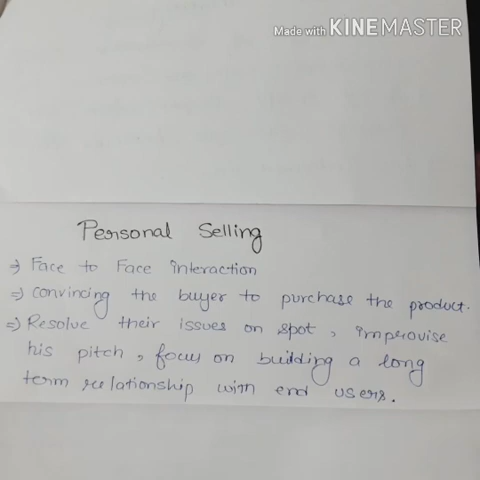 Made with KINEMASTER
Personal Selling
⇒ Face to Face interaction
⇒ convincing the buyer to purchase the product.
⇒ Resolve their issues on spot, improvise
his pitch, focus on building a long
term relationship with end users.